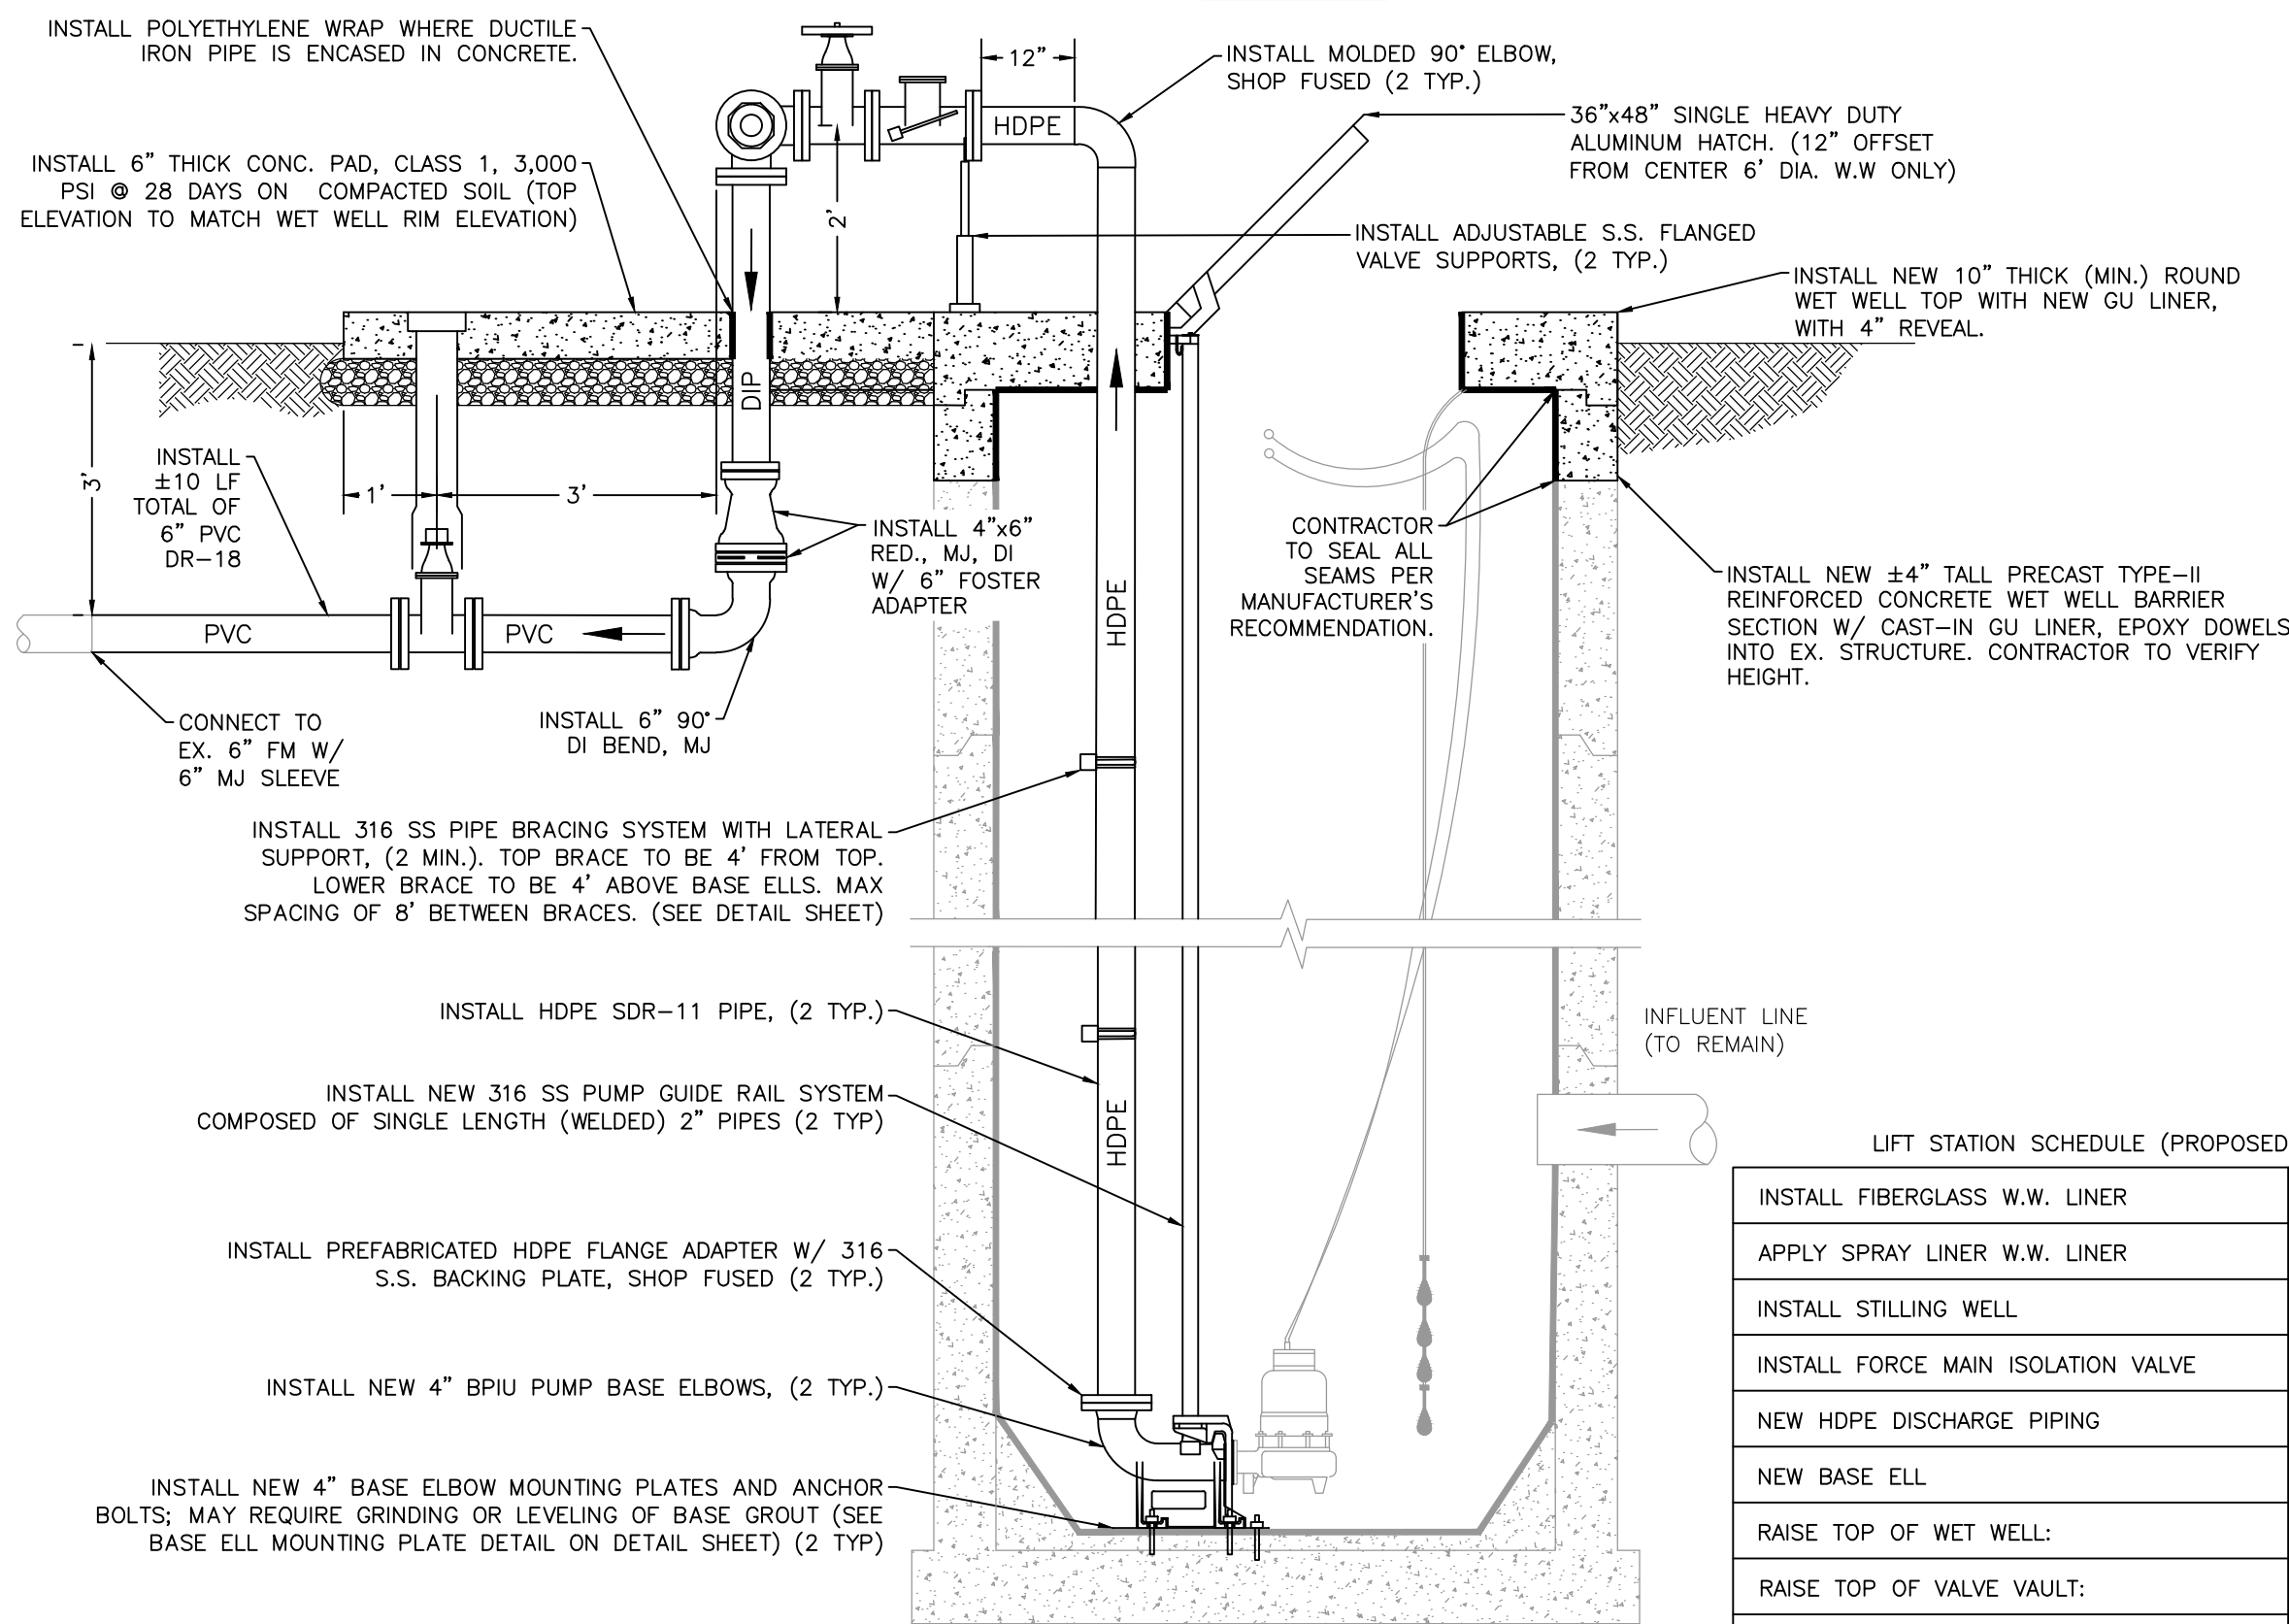 INSTALL POLYETHYLENE WRAP WHERE DUCTILE
IRON PIPE IS ENCASED IN CONCRETE.
INSTALL 6” THICK CONC. PAD, CLASS 1, 3,000
PSI @ 28 DAYS ON COMPACTED SOIL (TOP
ELEVATION TO MATCH WET WELL RIM ELEVATION)
12”
HDPE
INSTALL MOLDED 90° ELBOW,
SHOP FUSED (2 TYP.)
36”x48” SINGLE HEAVY DUTY
ALUMINUM HATCH. (12” OFFSET
FROM CENTER 6’ DIA. W.W ONLY)
2’
INSTALL ADJUSTABLE S.S. FLANGED
VALVE SUPPORTS, (2 TYP.)
INSTALL NEW 10” THICK (MIN.) ROUND
WET WELL TOP WITH NEW GU LINER,
WITH 4” REVEAL.
DIP
3’
INSTALL
±10 LF
TOTAL OF
6” PVC
DR-18
1’
3’
INSTALL 4”x6”
RED., MJ, DI
W/ 6” FOSTER
ADAPTER
CONTRACTOR
TO SEAL ALL
SEAMS PER
MANUFACTURER’S
RECOMMENDATION.
INSTALL NEW ±4” TALL PRECAST TYPE-II
REINFORCED CONCRETE WET WELL BARRIER
SECTION W/ CAST-IN GU LINER, EPOXY DOWELS
INTO EX. STRUCTURE. CONTRACTOR TO VERIFY
HEIGHT.
HDPE
PVC
PVC
CONNECT TO
EX. 6” FM W/
6” MJ SLEEVE
INSTALL 6” 90°
DI BEND, MJ
INSTALL 316 SS PIPE BRACING SYSTEM WITH LATERAL
SUPPORT, (2 MIN.). TOP BRACE TO BE 4’ FROM TOP.
LOWER BRACE TO BE 4’ ABOVE BASE ELLS. MAX
SPACING OF 8’ BETWEEN BRACES. (SEE DETAIL SHEET)
INSTALL HDPE SDR-11 PIPE, (2 TYP.)
INFLUENT LINE
(TO REMAIN)
INSTALL NEW 316 SS PUMP GUIDE RAIL SYSTEM
COMPOSED OF SINGLE LENGTH (WELDED) 2” PIPES (2 TYP)
HDPE
INSTALL PREFABRICATED HDPE FLANGE ADAPTER W/ 316
S.S. BACKING PLATE, SHOP FUSED (2 TYP.)
INSTALL NEW 4” BPIU PUMP BASE ELBOWS, (2 TYP.)
INSTALL NEW 4” BASE ELBOW MOUNTING PLATES AND ANCHOR
BOLTS; MAY REQUIRE GRINDING OR LEVELING OF BASE GROUT (SEE
BASE ELL MOUNTING PLATE DETAIL ON DETAIL SHEET) (2 TYP)
LIFT STATION SCHEDULE (PROPOSED
INSTALL FIBERGLASS W.W. LINER
APPLY SPRAY LINER W.W. LINER
INSTALL STILLING WELL
INSTALL FORCE MAIN ISOLATION VALVE
NEW HDPE DISCHARGE PIPING
NEW BASE ELL
RAISE TOP OF WET WELL:
RAISE TOP OF VALVE VAULT: